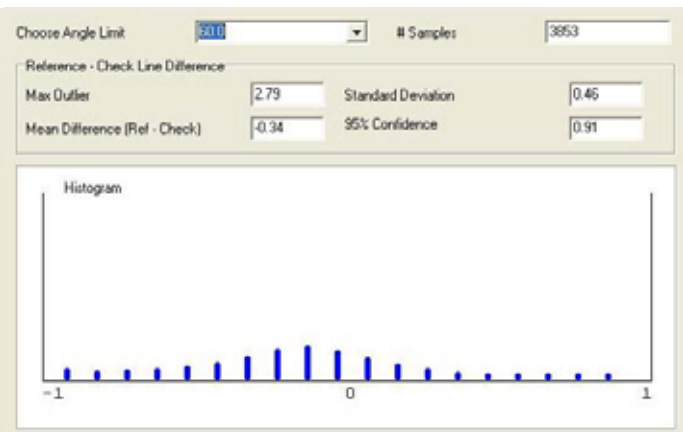 Choose Angle Limit 60.0 # Samples 3853
Reference - Check Line Difference
Max Outlier 2.79 Standard Deviation 0.46
Mean Difference (Ref - Check) -0.34 95% Confidence 0.91
Histogram
-1 0 1